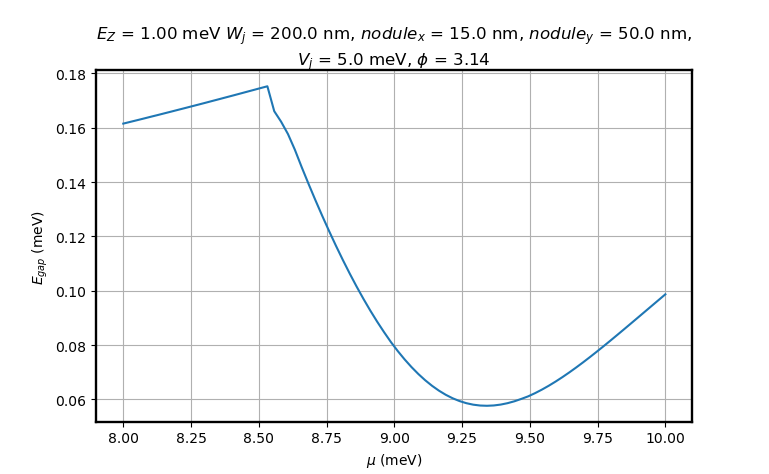 E_Z = 1.00 meV W_j = 200.0 nm, nodule_x = 15.0 nm, nodule_y = 50.0 nm,
V_j = 5.0 meV, ϕ = 3.14
0.18
0.16
0.14
0.12
0.10
0.08
0.06
E_gap (meV)
8.00 8.25 8.50 8.75 9.00 9.25 9.50 9.75 10.00
μ (meV)